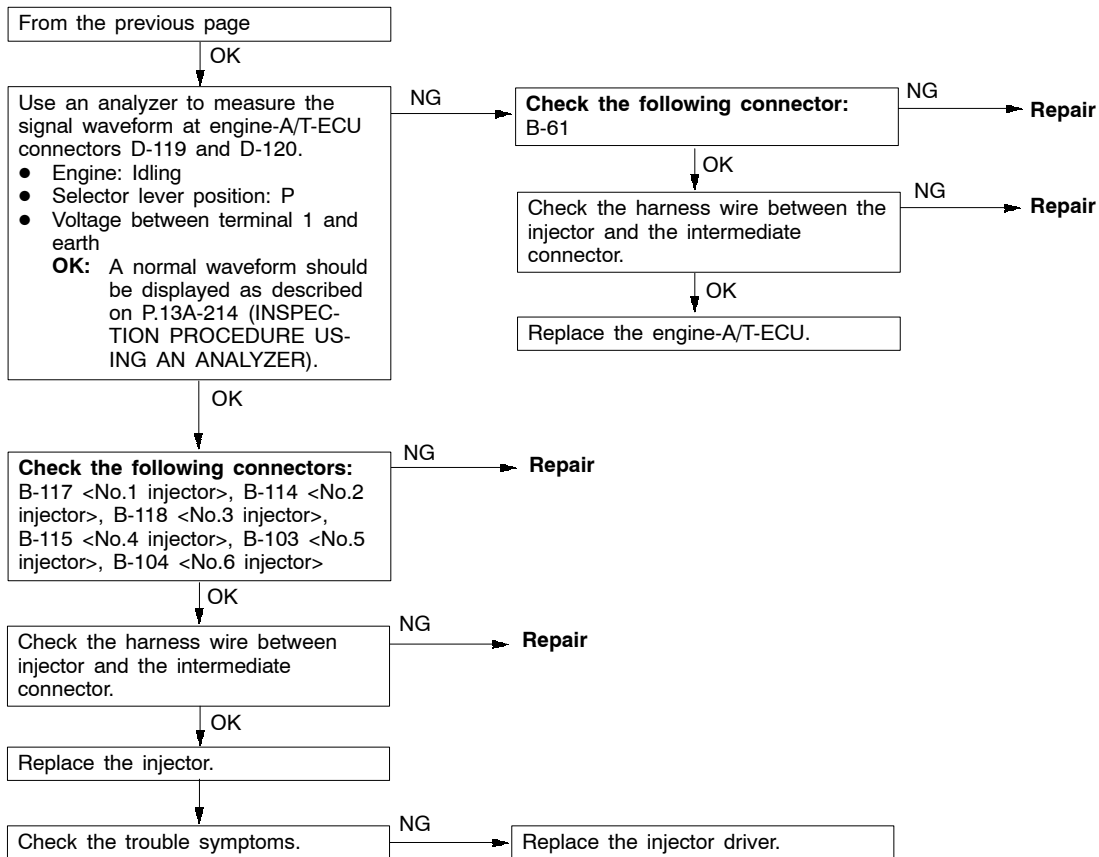 From the previous page
OK
Use an analyzer to measure the
signal waveform at engine-A/T-ECU
connectors D-119 and D-120.
● Engine: Idling
● Selector lever position: P
● Voltage between terminal 1 and
earth
OK: A normal waveform should
be displayed as described
on P.13A-214 (INSPEC-
TION PROCEDURE US-
ING AN ANALYZER).
NG
Check the following connector:
B-61
NG
Repair
OK
Check the harness wire between the
injector and the intermediate
connector.
NG
Repair
OK
Replace the engine-A/T-ECU.
OK
Check the following connectors:
B-117 <No.1 injector>, B-114 <No.2
injector>, B-118 <No.3 injector>,
B-115 <No.4 injector>, B-103 <No.5
injector>, B-104 <No.6 injector>
NG
Repair
OK
Check the harness wire between
injector and the intermediate
connector.
NG
Repair
OK
Replace the injector.
Check the trouble symptoms.
NG
Replace the injector driver.